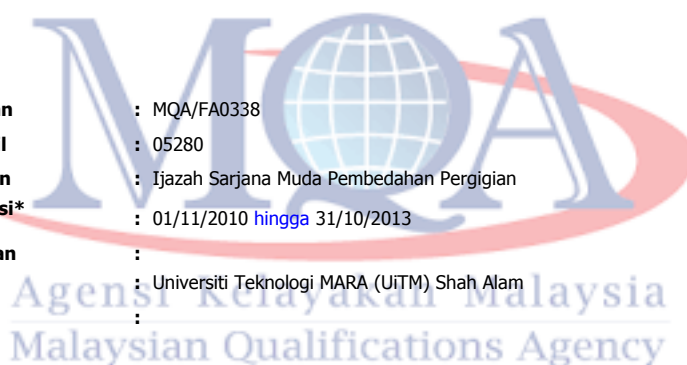 MQA
an : MQA/FA0338
l : 05280
n : Ijazah Sarjana Muda Pembedahan Pergigian
si* : 01/11/2010 hingga 31/10/2013
an :
: Universiti Teknologi MARA (UiTM) Shah Alam
:
Agensi Kelayakan Malaysia
Malaysian Qualifications Agency